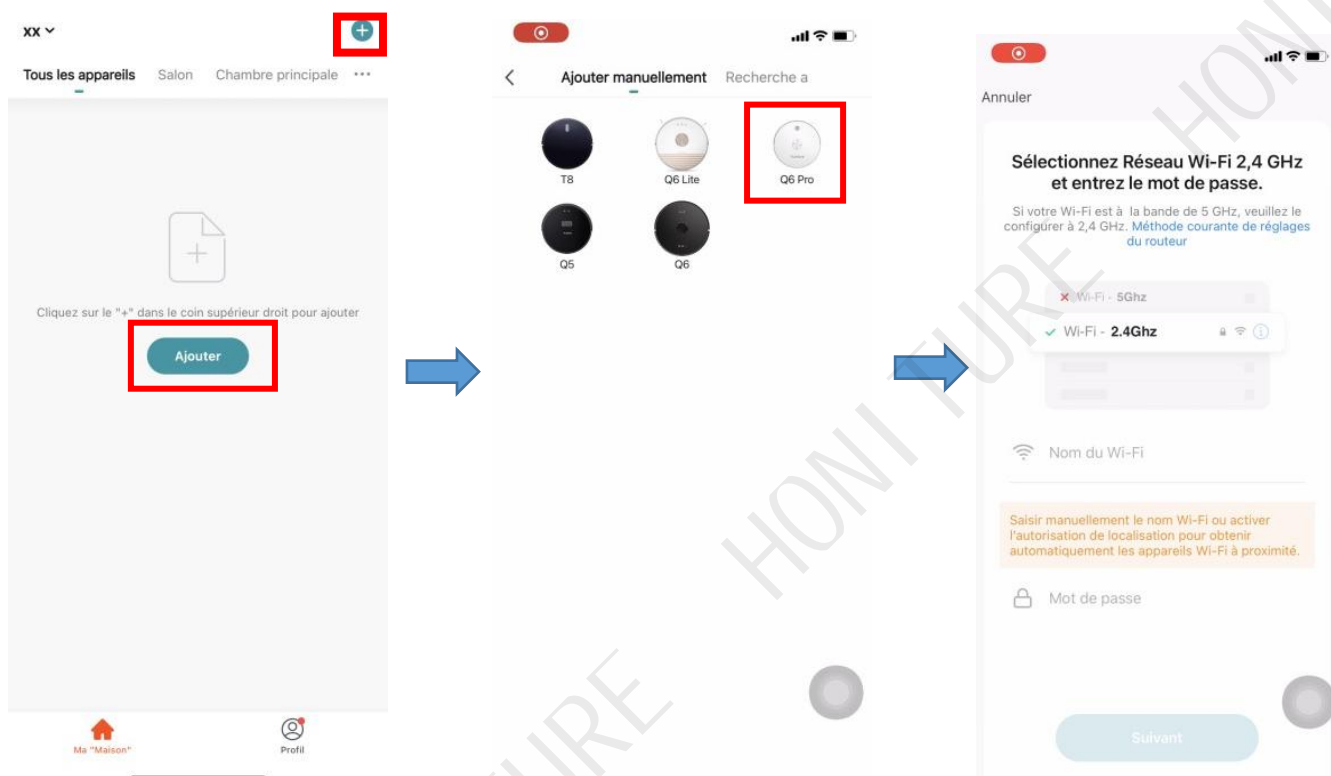 xx
Tous les appareils Salon Chambre principale ...
Cliquez sur le "+" dans le coin supérieur droit pour ajouter
Ajouter
Ma "Maison" Profil
Ajouter manuellement Recherche a
T8 Q6 Lite Q6 Pro
Q5 Q6
Annuler
Sélectionnez Réseau Wi-Fi 2,4 GHz
et entrez le mot de passe.
Si votre Wi-Fi est à la bande de 5 GHz, veuillez le
configurer à 2,4 GHz. Méthode courante de réglages
du routeur
Wi-Fi - 5Ghz
Wi-Fi - 2.4Ghz
Nom du Wi-Fi
Saisir manuellement le nom Wi-Fi ou activer
l'autorisation de localisation pour obtenir
automatiquement les appareils Wi-Fi à proximité.
Mot de passe
Suivant
HONI TURE